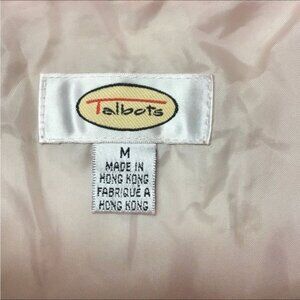 Talbots
M
MADE IN
HONG KONG
FABRIQUÉ À
HONG KONG